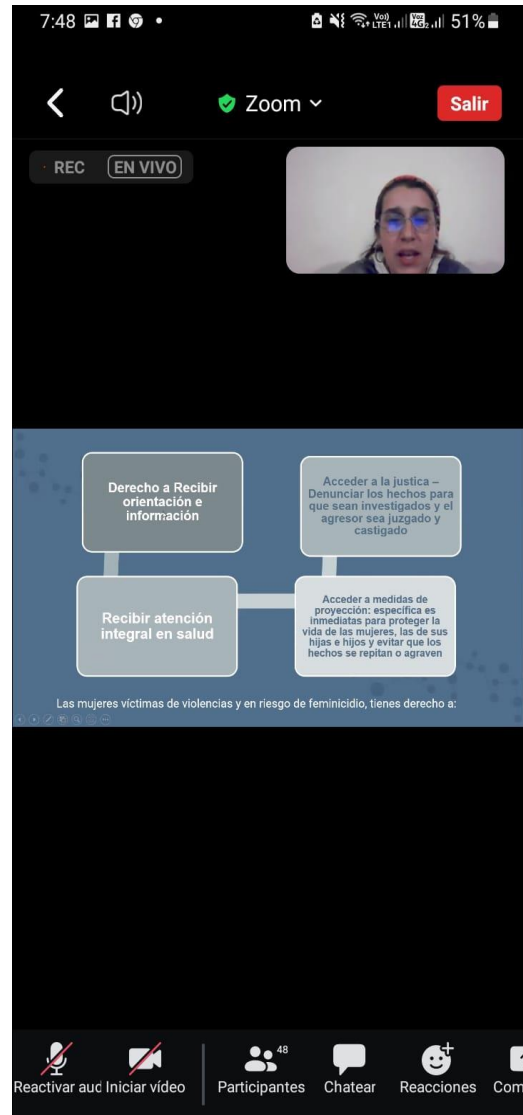 7:48
51%
Zoom
Salir
REC
EN VIVO
Derecho a Recibir
orientación e
información
Acceder a la justica –
Denunciar los hechos para
que sean investigados y el
agresor sea juzgado y
castigado
Recibir atención
integral en salud
Acceder a medidas de
proyección: especifica es
inmediatas para proteger la
vida de las mujeres, las de sus
hijas e hijos y evitar que los
hechos se repitan o agraven
Las mujeres víctimas de violencias y en riesgo de feminicidio, tienes derecho a:
48
Reactivar aud Iniciar vídeo Participantes Chatear Reacciones Com